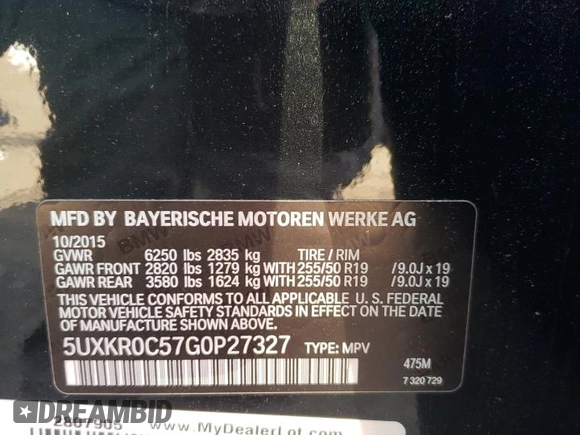 MFD BY BAYERISCHE MOTOREN WERKE AG
10/2015
GVWR 6250 lbs 2835 kg TIRE / RIM
GAWR FRONT 2820 lbs 1279 kg WITH 255/50 R19 /9.0J x 19
GAWR REAR 3580 lbs 1624 kg WITH 255/50 R19 /9.0J x 19
THIS VEHICLE CONFORMS TO ALL APPLICABLE U. S. FEDERAL
MOTOR VEHICLE SAFETY STANDARDS IN EFFECT ON THE
DATE OF MANUFACTURE SHOWN ABOVE.
5UXKR0C57G0P27327 TYPE: MPV
475M
7 320 729
DREAMBID
2807905 www.MyDealerLot.com